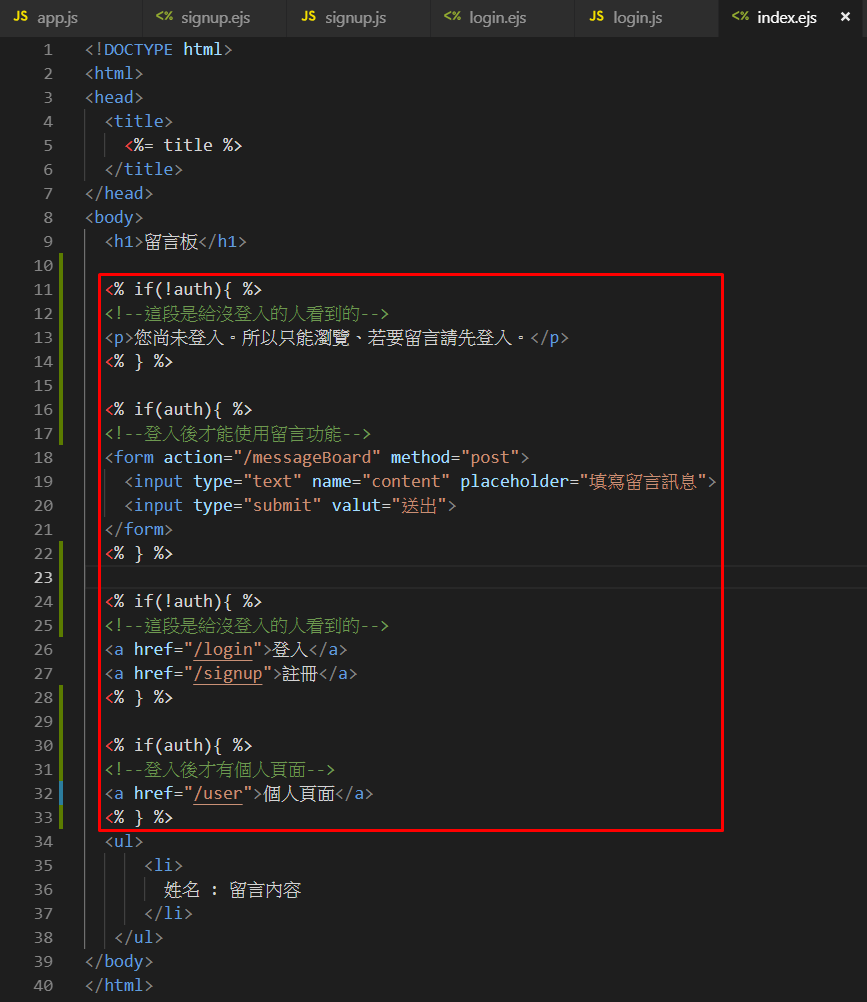 JS app.js <% signup.ejs JS signup.js <% login.ejs JS login.js <% index.ejs ×
1 <!DOCTYPE html>
2 <html>
3 <head>
4 <title>
5 <%= title %>
6 </title>
7 </head>
8 <body>
9 <h1>留言板</h1>
10
11 <% if(!auth){ %>
12 <!--這段是給沒登入的人看到的-->
13 <p>您尚未登入。所以只能瀏覽、若要留言請先登入。</p>
14 <% } %>
15
16 <% if(auth){ %>
17 <!--登入後才能使用留言功能-->
18 <form action="/messageBoard" method="post">
19 <input type="text" name="content" placeholder="填寫留言訊息">
20 <input type="submit" valut="送出">
21 </form>
22 <% } %>
23
24 <% if(!auth){ %>
25 <!--這段是給沒登入的人看到的-->
26 <a href="/login">登入</a>
27 <a href="/signup">註冊</a>
28 <% } %>
29
30 <% if(auth){ %>
31 <!--登入後才有個人頁面-->
32 <a href="/user">個人頁面</a>
33 <% } %>
34 <ul>
35 <li>
36 姓名 : 留言內容
37 </li>
38 </ul>
39 </body>
40 </html>